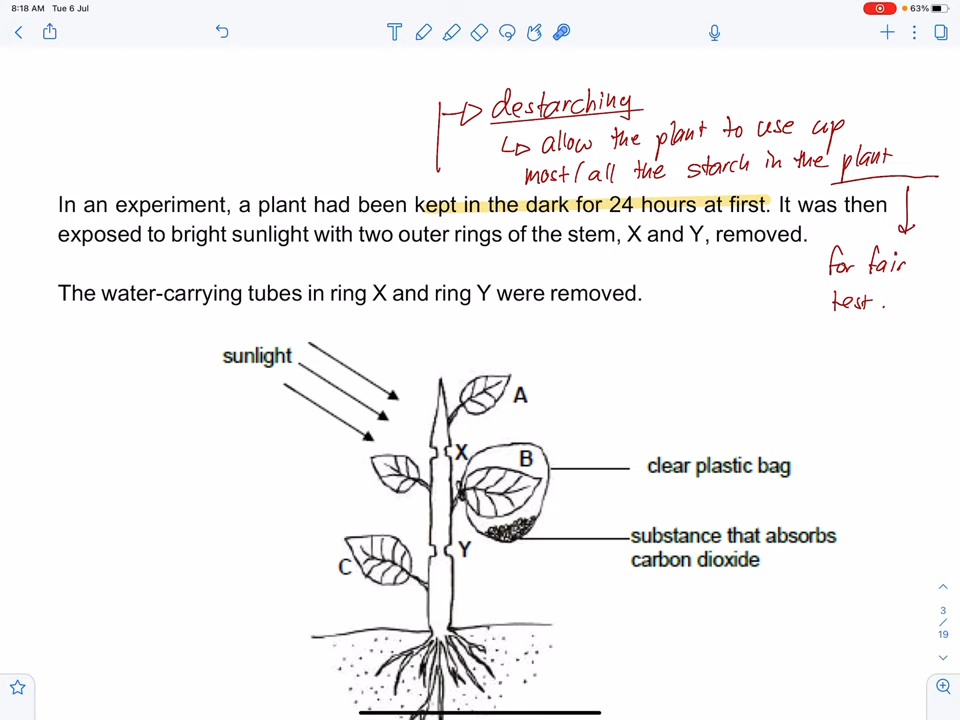 8:18 AM Tue 6 Jul
63%
destarching
↳ allow the plant to use up
most/all the starch in the plant
In an experiment, a plant had been kept in the dark for 24 hours at first. It was then
exposed to bright sunlight with two outer rings of the stem, X and Y, removed.
for fair
test.
The water-carrying tubes in ring X and ring Y were removed.
sunlight
A
X
B
clear plastic bag
substance that absorbs
carbon dioxide
Y
C
3
/
19